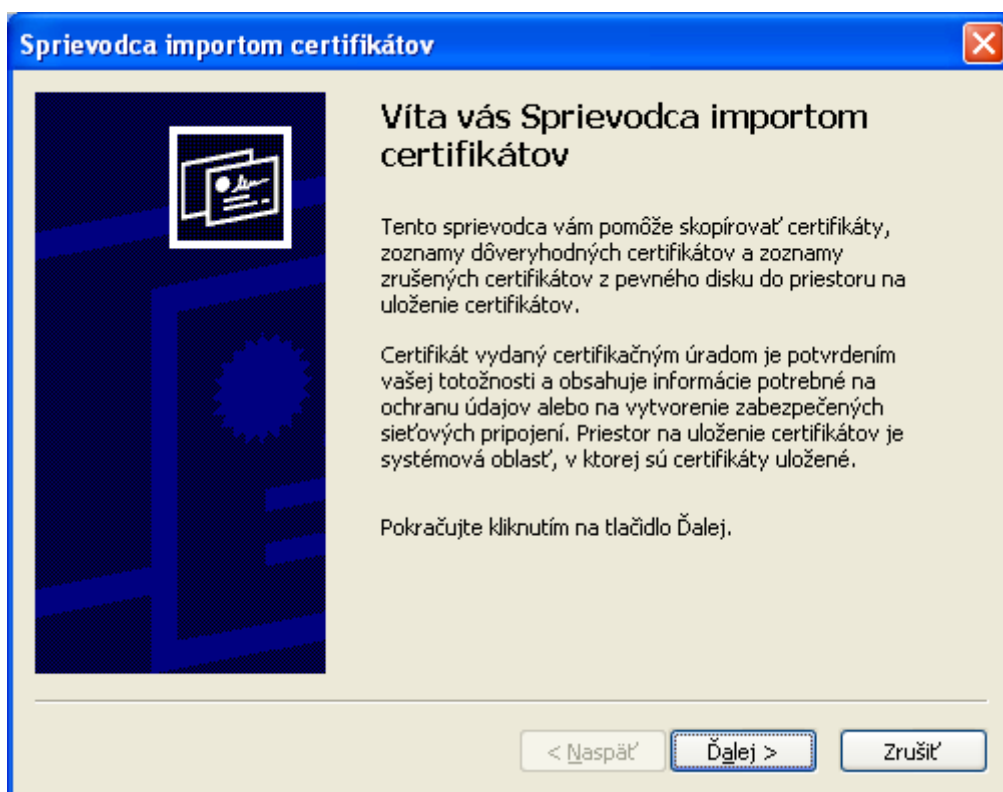 Sprievodca importom certifikátov
Víta vás Sprievodca importom
certifikátov
Tento sprievodca vám pomôže skopírovať certifikáty,
zoznamy dôveryhodných certifikátov a zoznamy
zrušených certifikátov z pevného disku do priestoru na
uloženie certifikátov.
Certifikát vydaný certifikačným úradom je potvrdením
vašej totožnosti a obsahuje informácie potrebné na
ochranu údajov alebo na vytvorenie zabezpečených
sieťových pripojení. Priestor na uloženie certifikátov je
systémová oblasť, v ktorej sú certifikáty uložené.
Pokračujte kliknutím na tlačidlo Ďalej.
< Naspäť Ďalej > Zrušiť